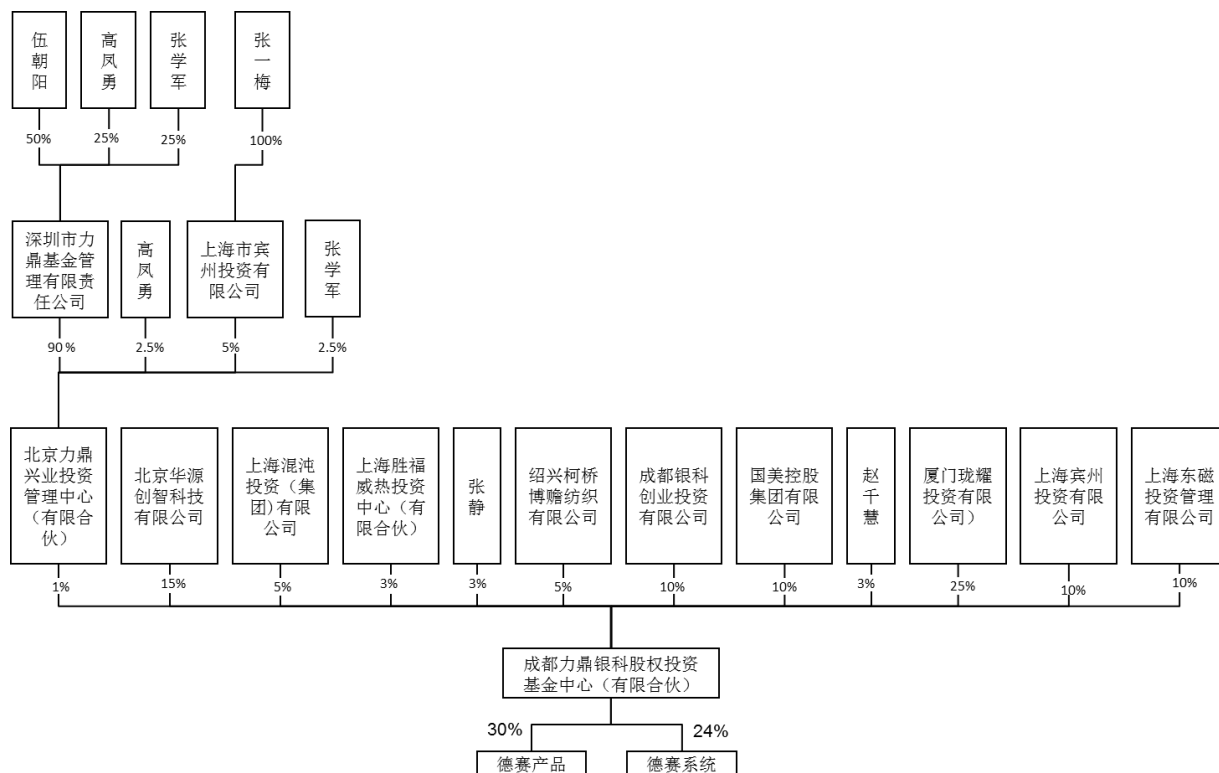 伍朝阳
高凤勇
张学军
张一梅
50%
25%
25%
100%
深圳市力
鼎基金管
理有限责
任公司
高凤勇
上海市宾
州投资有
限公司
张学军
90%
2.5%
5%
2.5%
北京力鼎
兴业投资
管理中心
（有限合
伙）
北京华源
创智科技
有限公司
上海混沌
投资（集
团)有限
公司
上海胜福
威热投资
中心（有
限合伙）
张静
绍兴柯桥
博赡纺织
有限公司
成都银科
创业投资
有限公司
国美控股
集团有限
公司
赵千慧
厦门珑耀
投资有限
公司）
上海宾州
投资有限
公司
上海东磁
投资管理
有限公司
1%
15%
5%
3%
3%
5%
10%
10%
3%
25%
10%
10%
成都力鼎银科股权投资
基金中心（有限合伙）
30%
24%
德赛产品
德赛系统